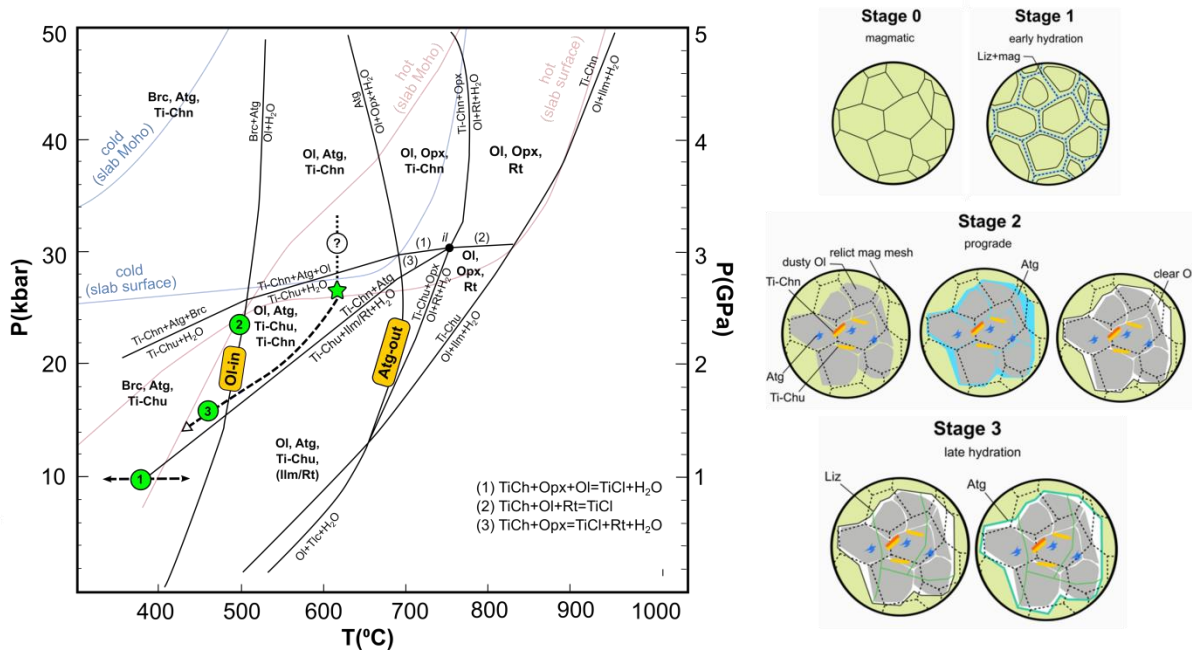 50
40
30
20
10
P(kbar)
5
4
3
2
1
P(GPa)
400
500
600
700
800
900
1000
T(ºC)
Brc, Atg,
Ti-Chn
cold
(slab Moho)
cold
(slab surface)
Brc+Atg
Ol+H2O
Ol, Atg,
Ti-Chn
Atg
Ol+Opx+H2O
hot
(slab Moho)
Ol, Opx,
Ti-Chn
Ti-Chn+Opx
Ol+Rt+H2O
Ol, Opx,
Rt
hot
(slab surface)
Ti-Chn
Ol+Ilm+H2O
?
(1)
il
(2)
(3)
Ol,
Opx,
Rt
Ti-Chn+Atg+Ol
Ti-Chu+H2O
Ti-Chn+Atg+Brc
Ti-Chu+H2O
Ol, Atg,
Ti-Chu,
Ti-Chn
Ti-Chn+Atg
Ti-Chu+Ilm/Rt+H2O
Ti-Chu+Opx
Ol+Rt+H2O
Ti-Chu
Ol+Ilm+H2O
2
Ol-in
Atg-out
Brc, Atg,
Ti-Chu
3
1
Ol, Atg,
Ti-Chu,
(Ilm/Rt)
Ol+Tlc+H2O
(1) TiCh+Opx+Ol=TiCl+H2O
(2) TiCh+Ol+Rt=TiCl
(3) TiCh+Opx=TiCl+Rt+H2O
Stage 0
magmatic
Stage 1
early hydration
Liz+mag
Stage 2
prograde
dusty Ol
relict mag mesh
Ti-Chn
Atg
Ti-Chu
Atg
clear O
Stage 3
late hydration
Liz
Atg